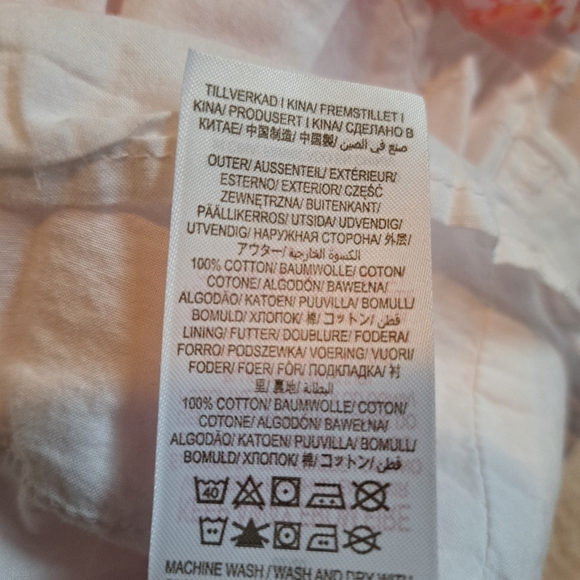 TILLVERKAD I KINA/ FREMSTILLET I
KINA/ PRODUSERT I KINA/ СДЕЛАНО В
КИТАЕ/ 中国制造/ 中國製/ صنع في الصين
OUTER/ AUSSENTEIL/ EXTÉRIEUR/
ESTERNO/ EXTERIOR/ CZĘŚĆ
ZEWNĘTRZNA/ BUITENKANT/
PÄÄLLIKERROS/ UTSIDA/ UDVENDIG/
UTVENDIG/ НАРУЖНАЯ СТОРОНА/ 外层/
アウター/ الكسوة الخارجية/
100% COTTON/ BAUMWOLLE/ COTON/
COTONE/ ALGODÓN/ BAWEŁNA/
ALGODÃO/ KATOEN/ PUUVILLA/ BOMULL/
BOMULD/ ХЛОПОК/ 棉/ コットン/ قطن/
LINING/ FUTTER/ DOUBLURE/ FODERA/
FORRO/ PODSZEWKA/ VOERING/ VUORI/
FODER/ FOER/ FÔR/ ПОДКЛАДКА/ 衬
里/ 裏地/ البطانة/
100% COTTON/ BAUMWOLLE/ COTON/
COTONE/ ALGODÓN/ BAWEŁNA/
ALGODÃO/ KATOEN/ PUUVILLA/ BOMULL/
BOMULD/ ХЛОПОК/ 棉/ コットン/ قطن/
40
MACHINE WASH / WASH AND DRY WITH